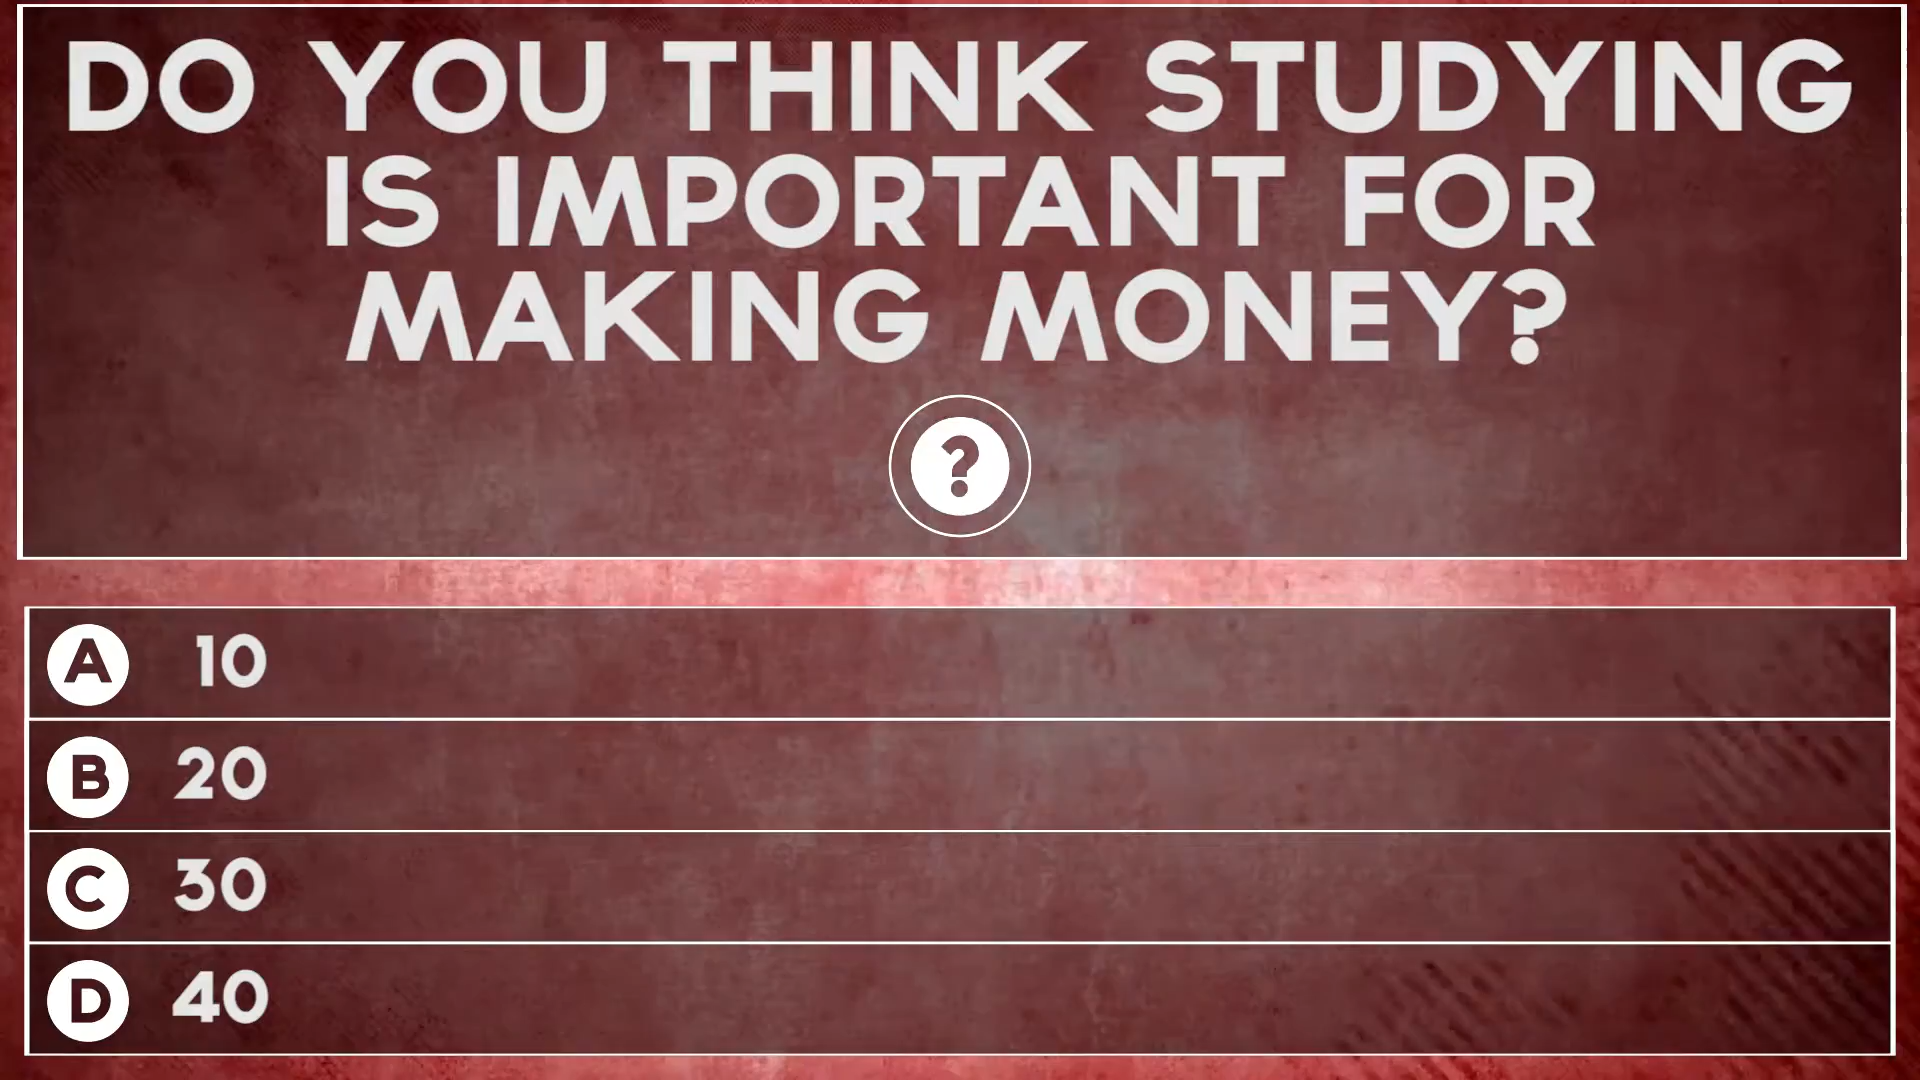 DO YOU THINK STUDYING
IS IMPORTANT FOR
MAKING MONEY?
?
A 10
B 20
C 30
D 40